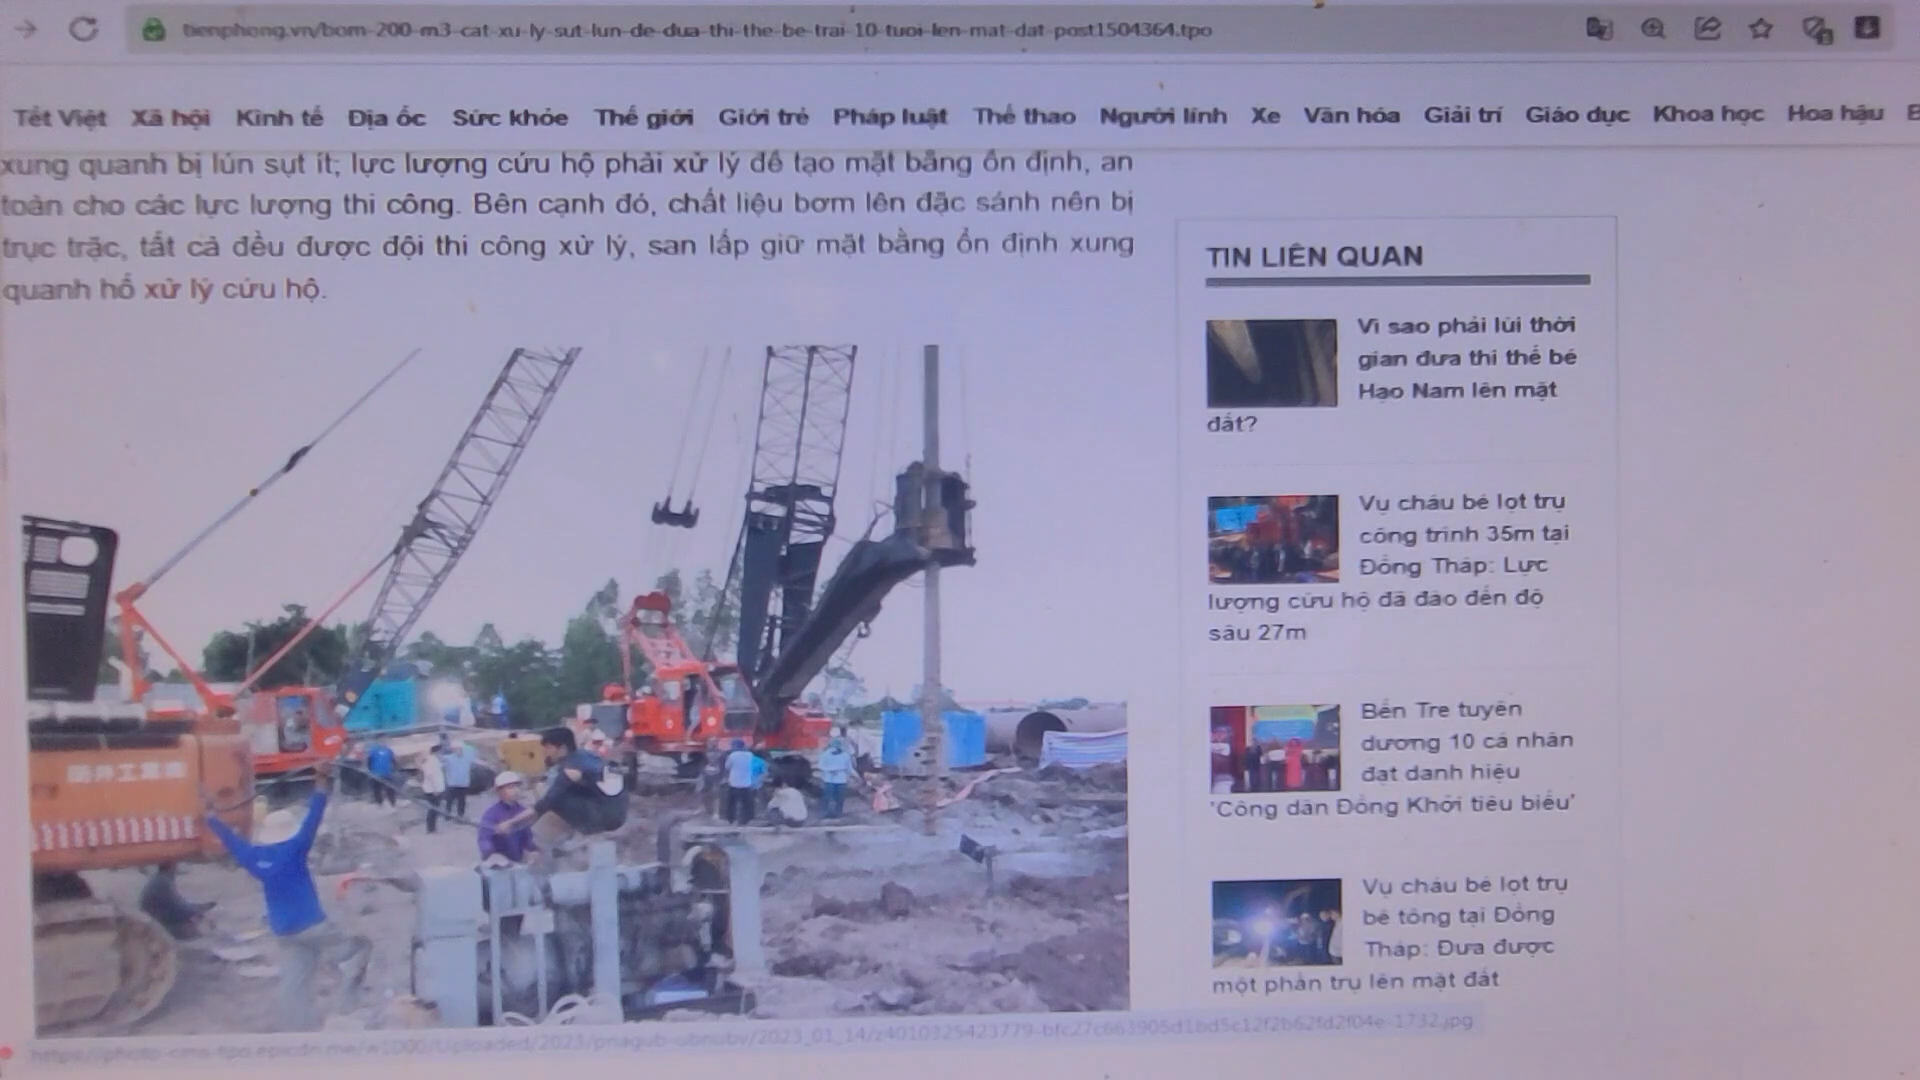 tienphong.vn/bom-200-m3-cat-xu-ly-sut-lun-de-dua-thi-the-be-trai-10-tuoi-len-mat-dat-post1504364.tpo
Tết Việt Xã hội Kinh tế Địa ốc Sức khỏe Thế giới Giới trẻ Pháp luật Thể thao Người lính Xe Văn hóa Giải trí Giáo dục Khoa học Hoa hậu
xung quanh bị lún sụt ít; lực lượng cứu hộ phải xử lý để tạo mặt bằng ổn định, an
toàn cho các lực lượng thi công. Bên cạnh đó, chất liệu bơm lên đặc sánh nên bị
trục trặc, tất cả đều được đội thi công xử lý, san lấp giữ mặt bằng ổn định xung
quanh hố xử lý cứu hộ.
TIN LIÊN QUAN
Vì sao phải lùi thời
gian đưa thi thể bé
Hạo Nam lên mặt
đất?
Vụ cháu bé lọt trụ
công trình 35m tại
Đồng Tháp: Lực
lượng cứu hộ đã đào đến độ
sâu 27m
Bến Tre tuyên
dương 10 cá nhân
đạt danh hiệu
'Công dân Đồng Khởi tiêu biểu'
Vụ cháu bé lọt trụ
bê tông tại Đồng
Tháp: Đưa được
một phần trụ lên mặt đất